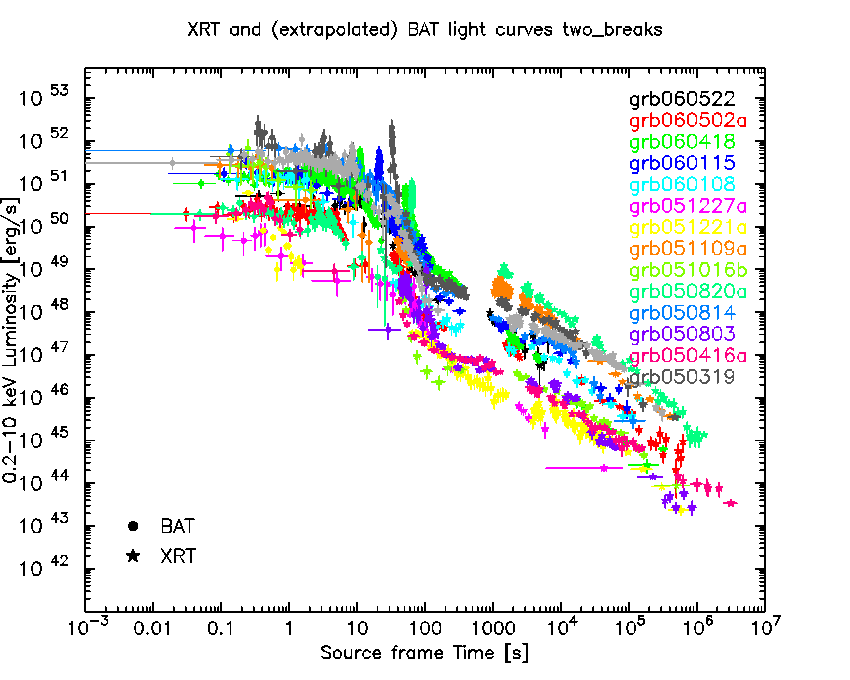 XRT and (extrapolated) BAT light curves two_breaks
0.2-10 keV Luminosity [erg/s]
10^53
10^52
10^51
10^50
10^49
10^48
10^47
10^46
10^45
10^44
10^43
10^42
grb060522
grb060502a
grb060418
grb060115
grb060108
grb051227a
grb051221a
grb051109a
grb051016b
grb050820a
grb050814
grb050803
grb050416a
grb050319
BAT
XRT
10^-3 0.01 0.1 1 10 100 1000 10^4 10^5 10^6 10^7
Source frame Time [s]